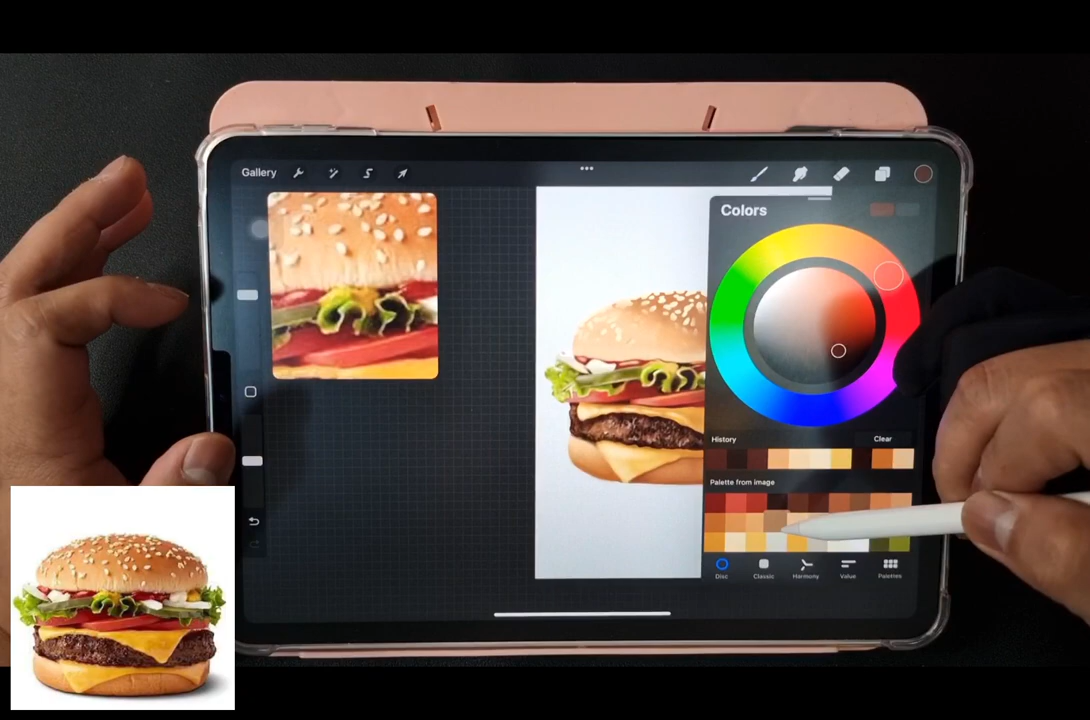 Gallery
Colors
History
Clear
Palette from image
Disc
Classic
Harmony
Value
Palettes